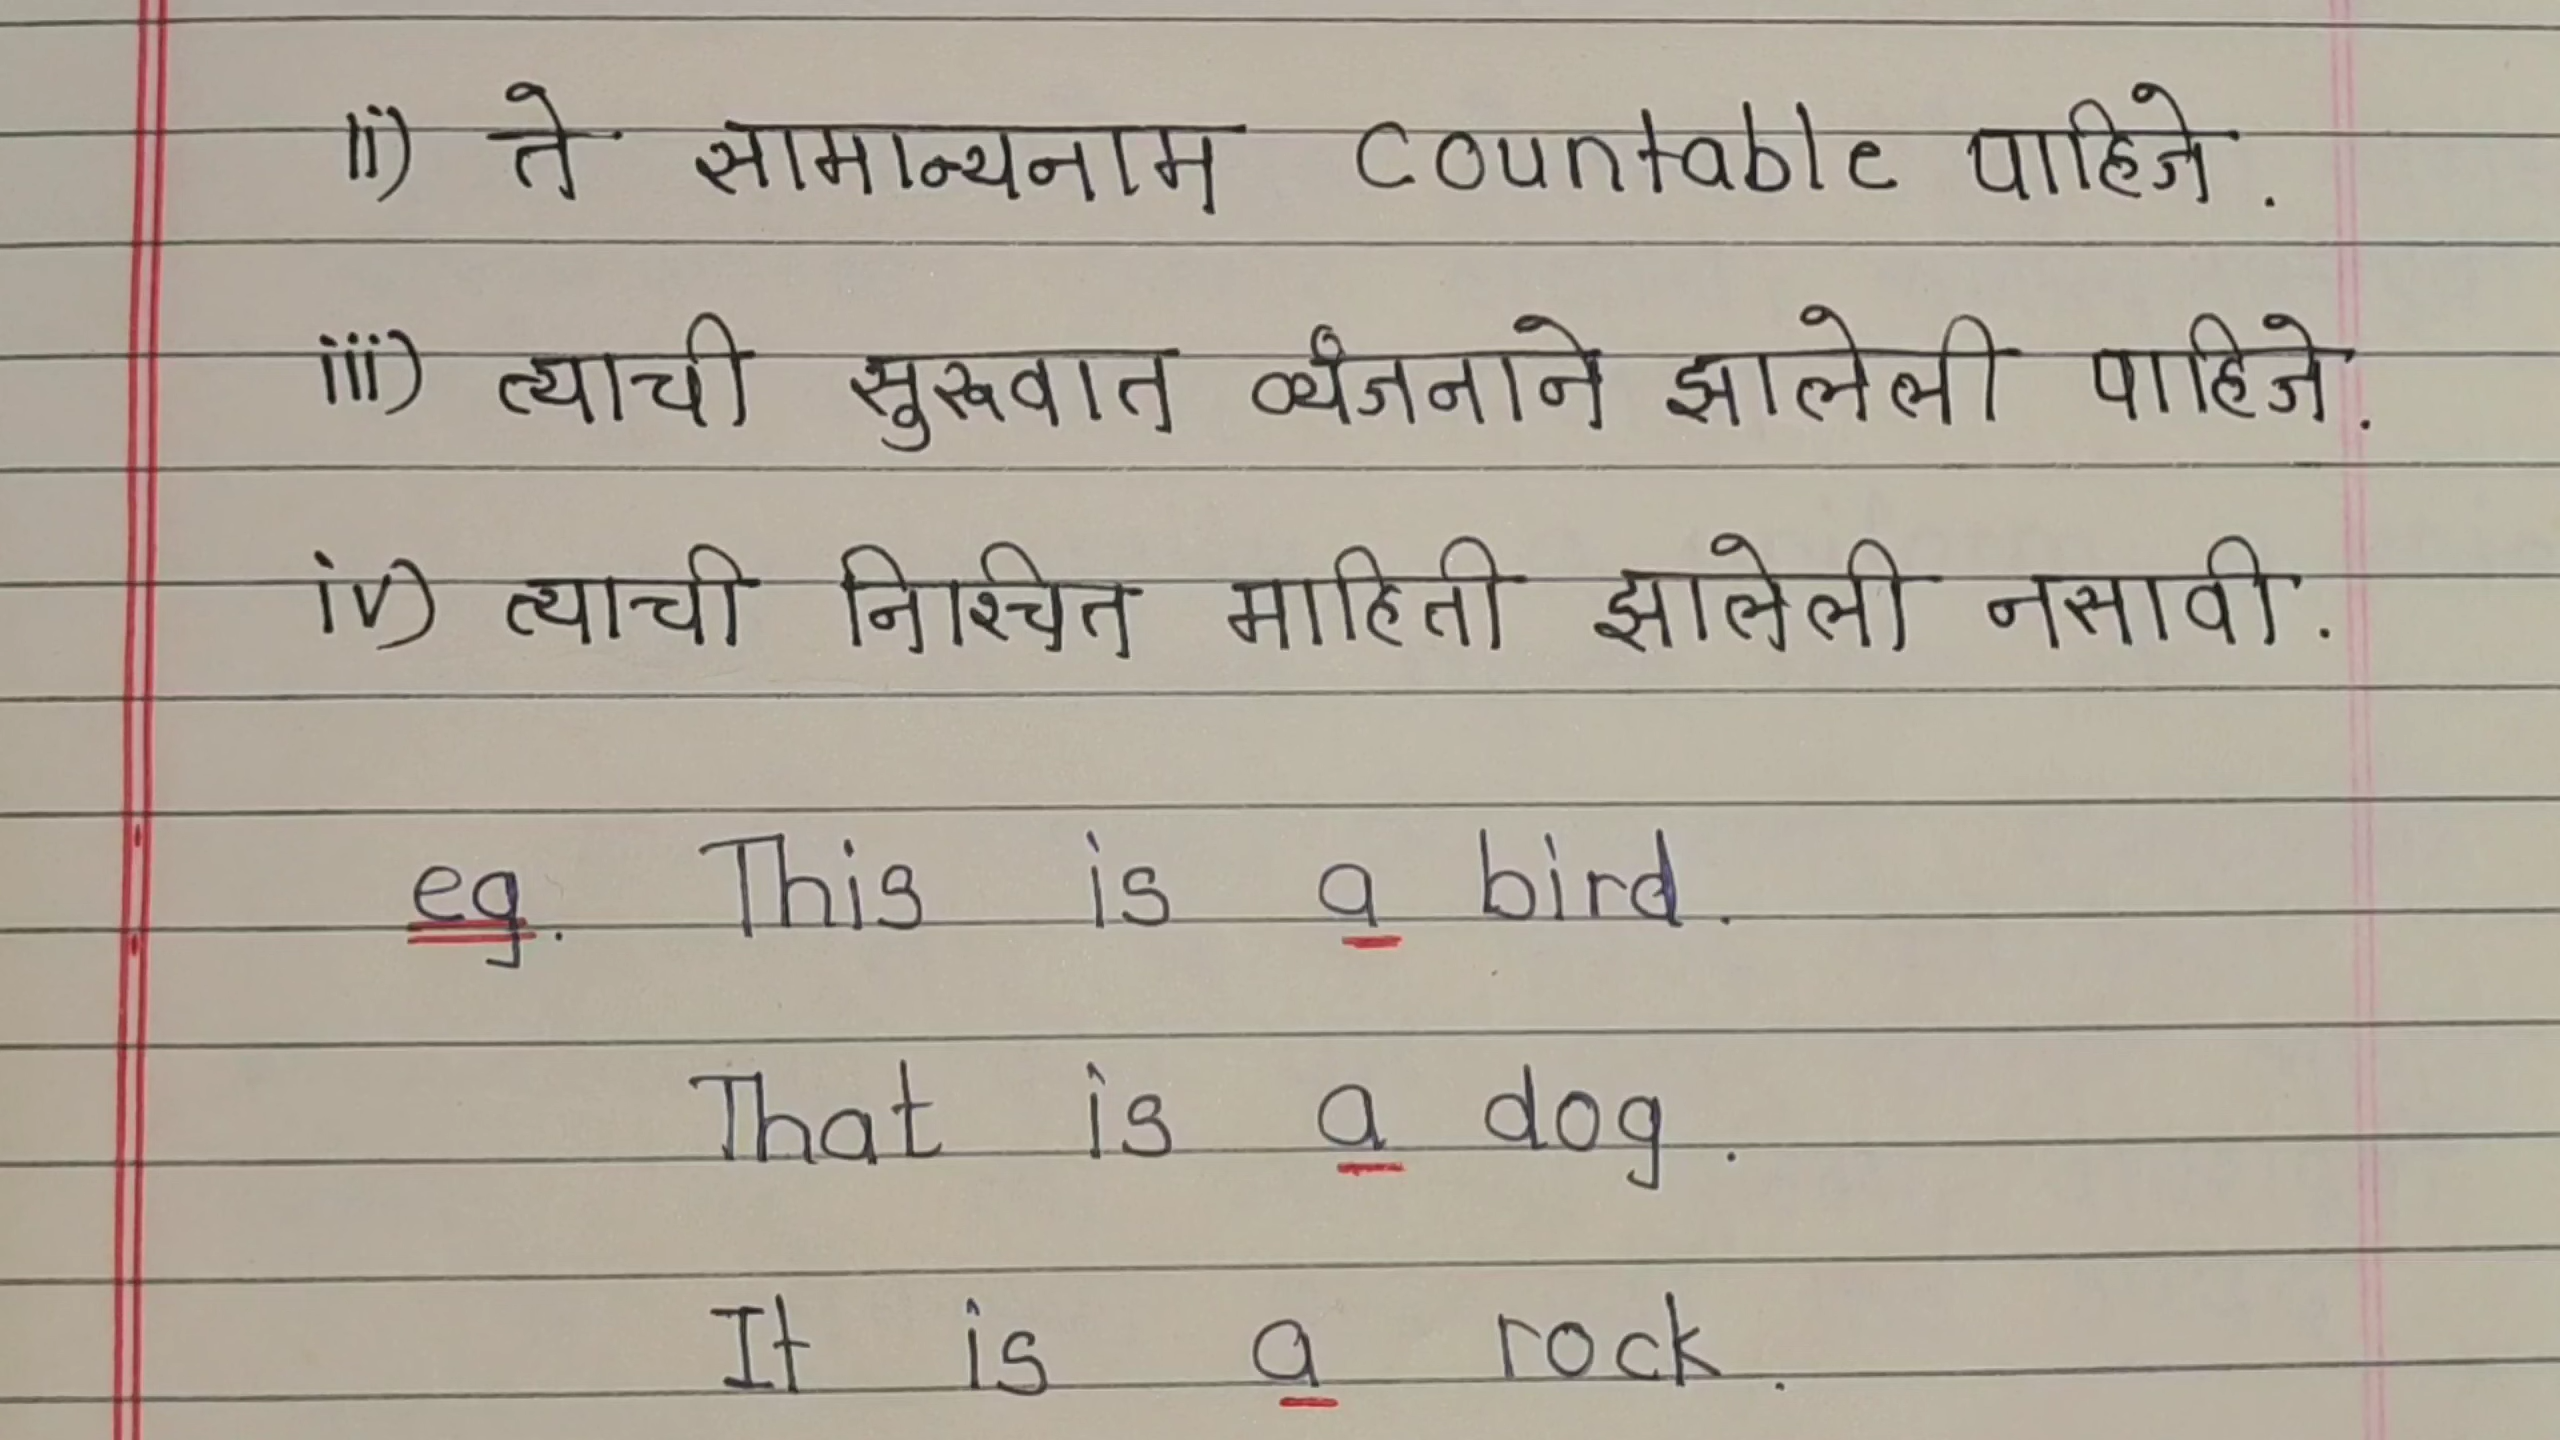 ii) ते सामान्यनाम countable पाहिजे.
iii) त्याची सुरूवात व्यंजनाने झालेली पाहिजे.
iv) त्याची निश्चित माहिती झालेली नसावी.
eg. This is a bird.
That is a dog.
It is a rock.